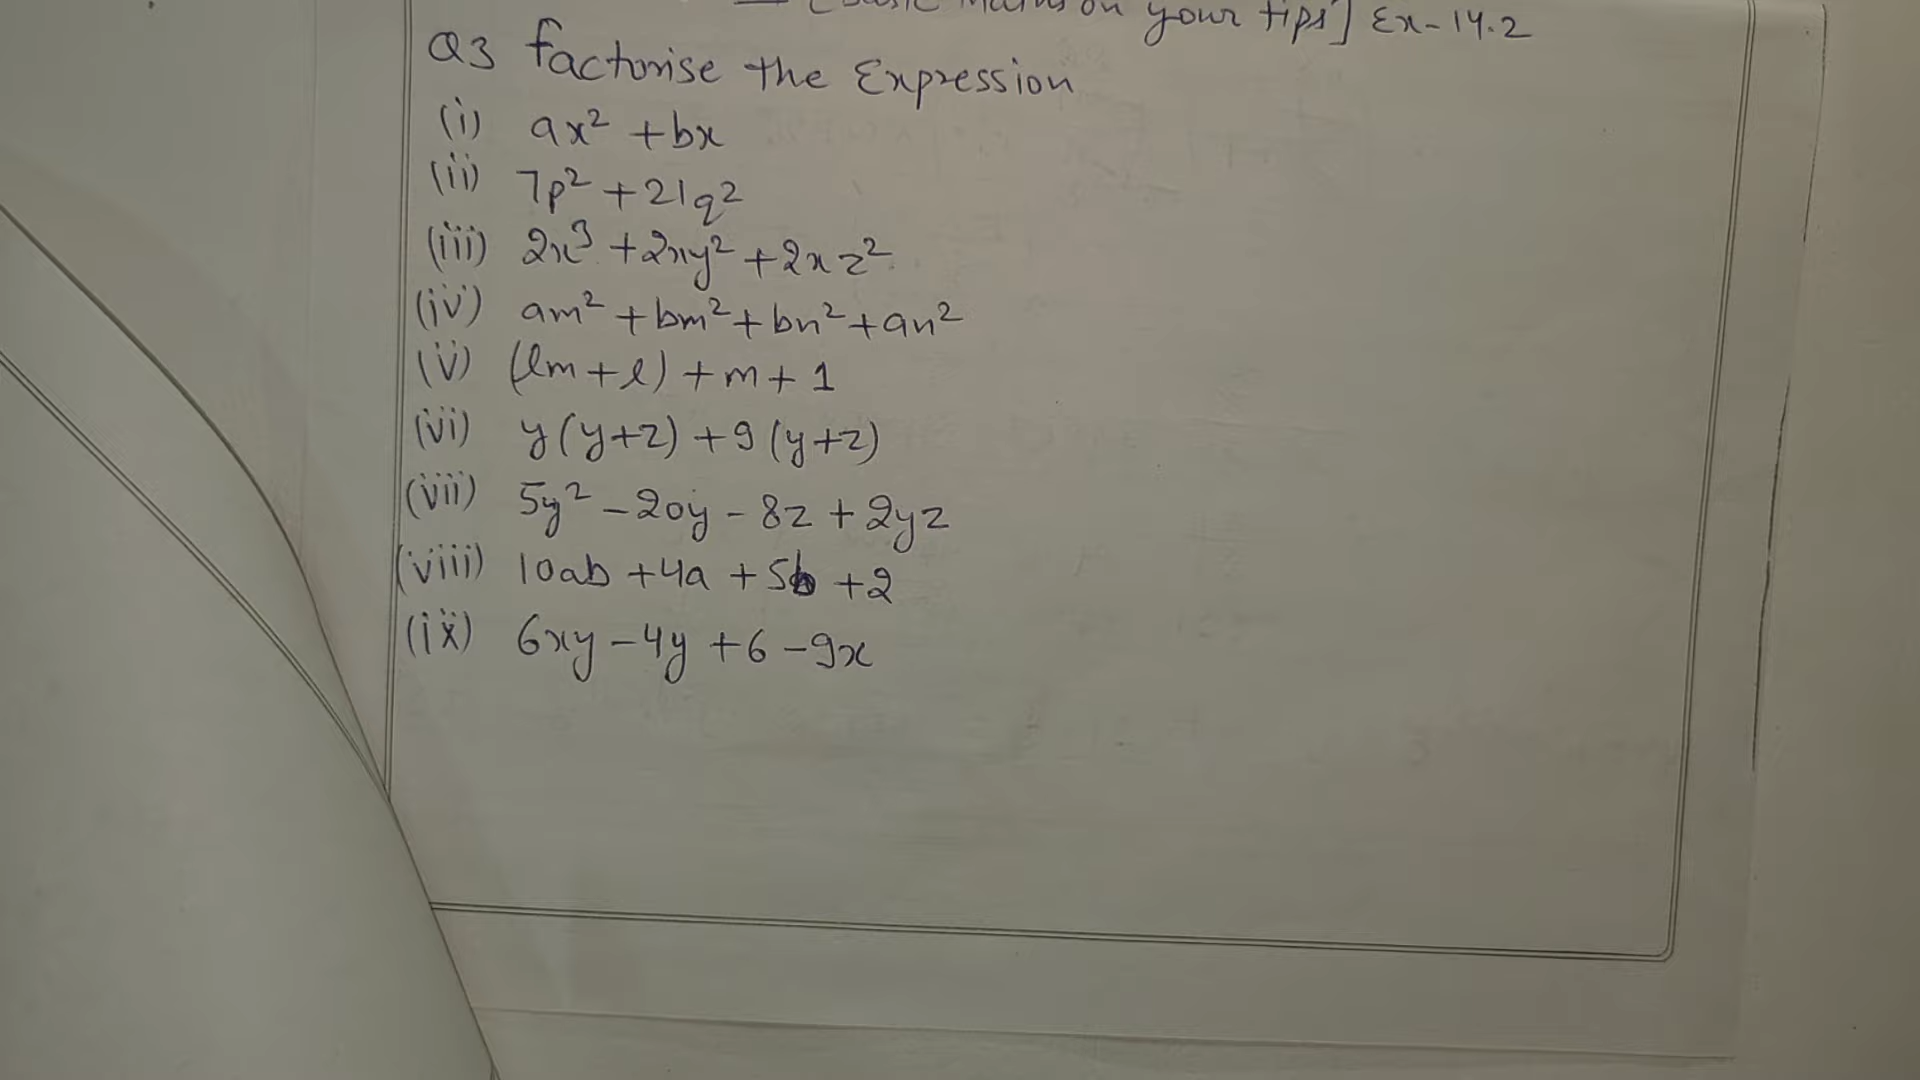 on your tips] Ex-14.2
Q3 factorise the Expression
(i) ax² + bx
(ii) 7p² + 21q²
(iii) 2x³ + 2xy² + 2xz²
(iv) am² + bm² + bn² + an²
(v) (lm + l) + m + 1
(vi) y(y+z) + 9(y+z)
(vii) 5y² - 20y - 8z + 2yz
(viii) 10ab + 4a + 5b + 2
(ix) 6xy - 4y + 6 - 9x